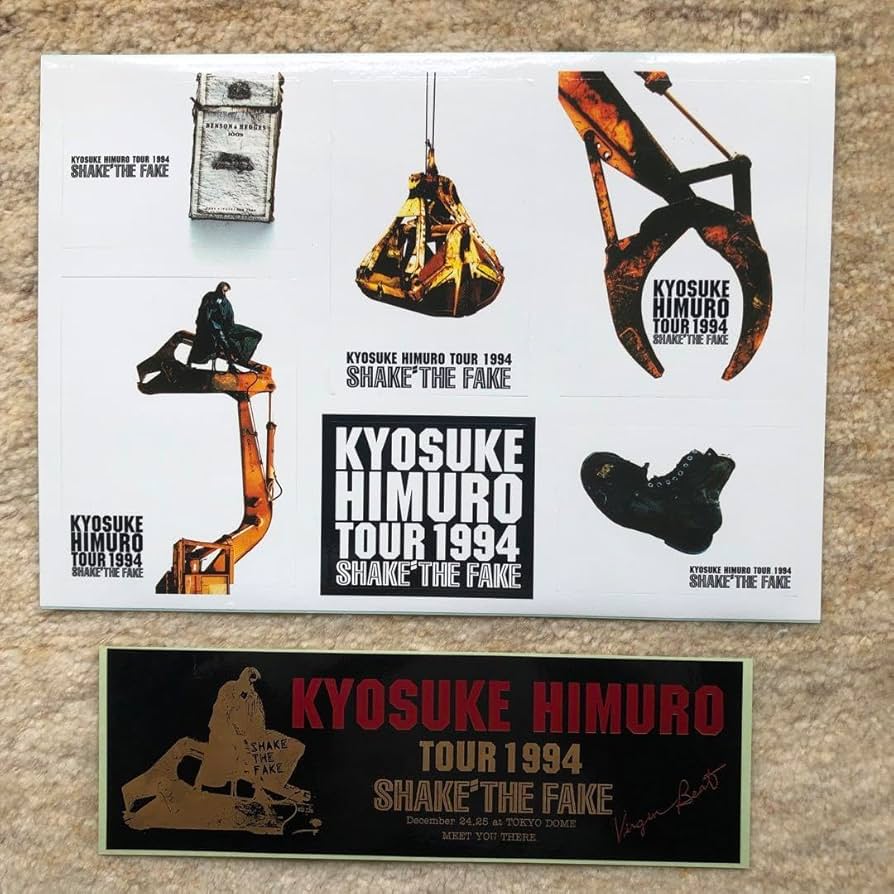 BENSON & HEDGES
100's
KYOSUKE HIMURO TOUR 1994
SHAKE THE FAKE
KYOSUKE HIMURO TOUR 1994
SHAKE THE FAKE
KYOSUKE
HIMURO
TOUR 1994
SHAKE THE FAKE
KYOSUKE
HIMURO
TOUR 1994
SHAKE THE FAKE
KYOSUKE
HIMURO
TOUR 1994
SHAKE THE FAKE
KYOSUKE HIMURO TOUR 1994
SHAKE THE FAKE
SHAKE
THE
FAKE
KYOSUKE HIMURO
TOUR 1994
SHAKE THE FAKE
December 24,25 at TOKYO DOME
MEET YOU THERE
Virgin Beat